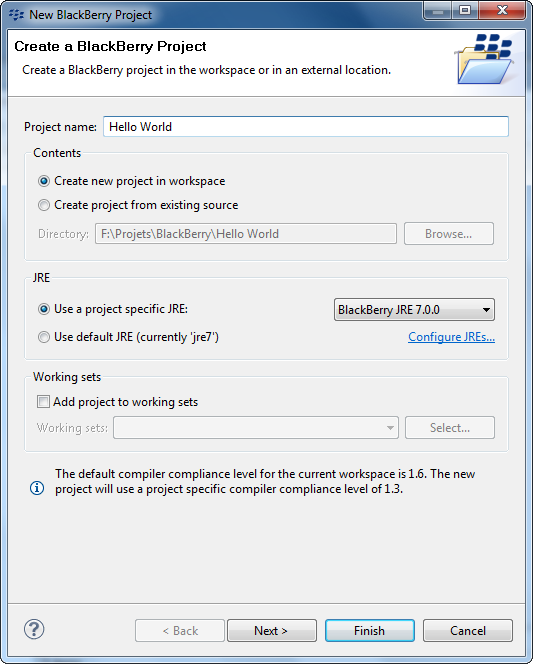 New BlackBerry Project
Create a BlackBerry Project
Create a BlackBerry project in the workspace or in an external location.
Project name: Hello World
Contents
Create new project in workspace
Create project from existing source
Directory: F:\Projets\BlackBerry\Hello World Browse...
JRE
Use a project specific JRE: BlackBerry JRE 7.0.0
Use default JRE (currently 'jre7') Configure JREs...
Working sets
Add project to working sets
Working sets: Select...
The default compiler compliance level for the current workspace is 1.6. The new
project will use a project specific compiler compliance level of 1.3.
< Back Next > Finish Cancel